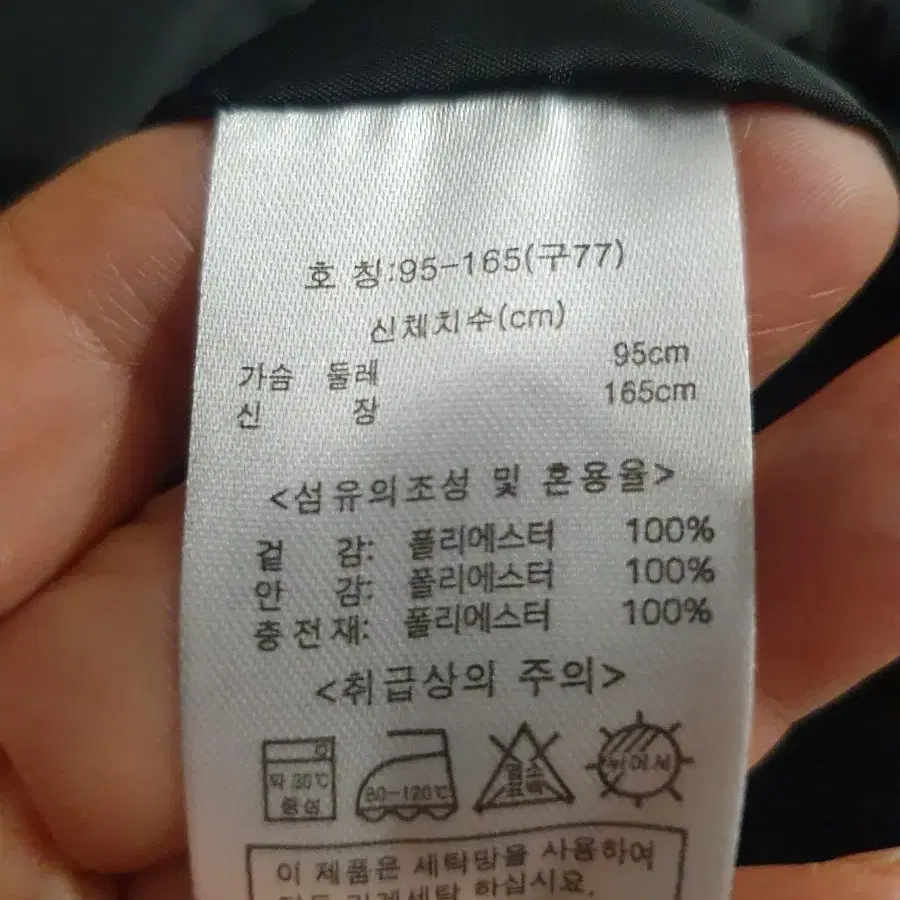 호 칭:95-165(구77)
신체치수(cm)
가슴 둘레 95cm
신 장 165cm
<섬유의조성 및 혼용율>
겉 감: 폴리에스터 100%
안 감: 폴리에스터 100%
충전재: 폴리에스터 100%
<취급상의 주의>
약 30℃
중성
80-120℃
염소
표백
뉘어서
이 제품은 세탁망을 사용하여
하십시요.